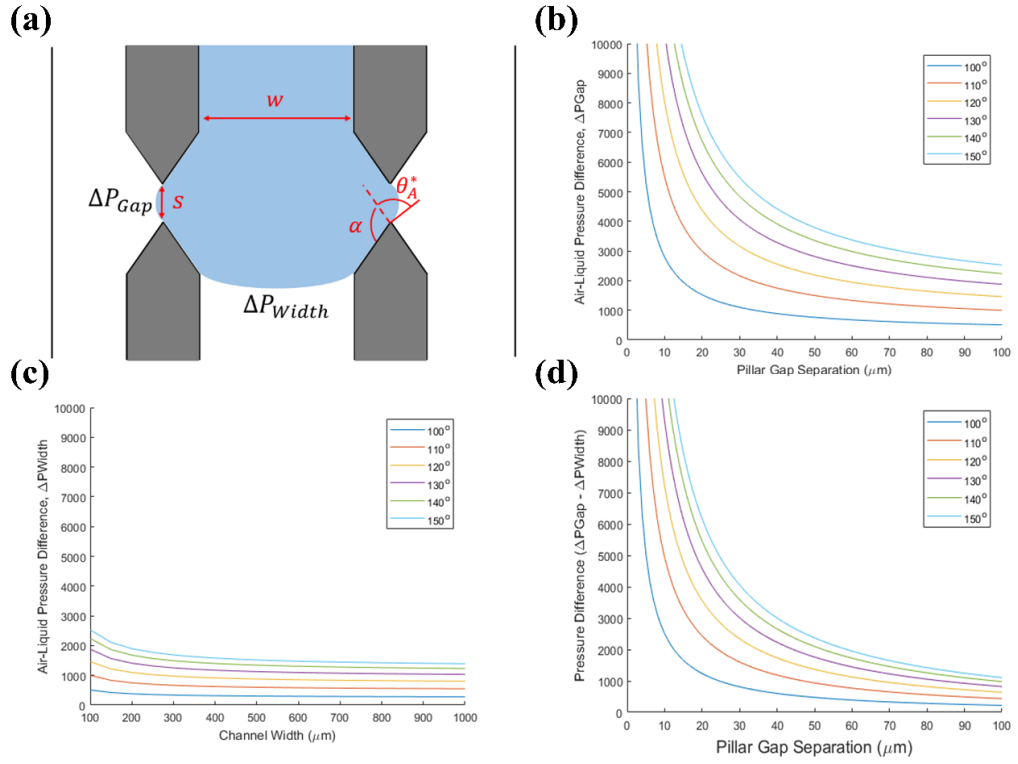 (a)
w
ΔP_Gap
s
θ*_A
α
ΔP_Width
(b)
Air-Liquid Pressure Difference, ΔPGap
10000
9000
8000
7000
6000
5000
4000
3000
2000
1000
0
0 10 20 30 40 50 60 70 80 90 100
Pillar Gap Separation (μm)
100°
110°
120°
130°
140°
150°
(c)
Air-Liquid Pressure Difference, ΔPWidth
10000
9000
8000
7000
6000
5000
4000
3000
2000
1000
0
100 200 300 400 500 600 700 800 900 1000
Channel Width (μm)
100°
110°
120°
130°
140°
150°
(d)
Pressure Difference (ΔPGap - ΔPWidth)
10000
9000
8000
7000
6000
5000
4000
3000
2000
1000
0
0 10 20 30 40 50 60 70 80 90 100
Pillar Gap Separation (μm)
100°
110°
120°
130°
140°
150°